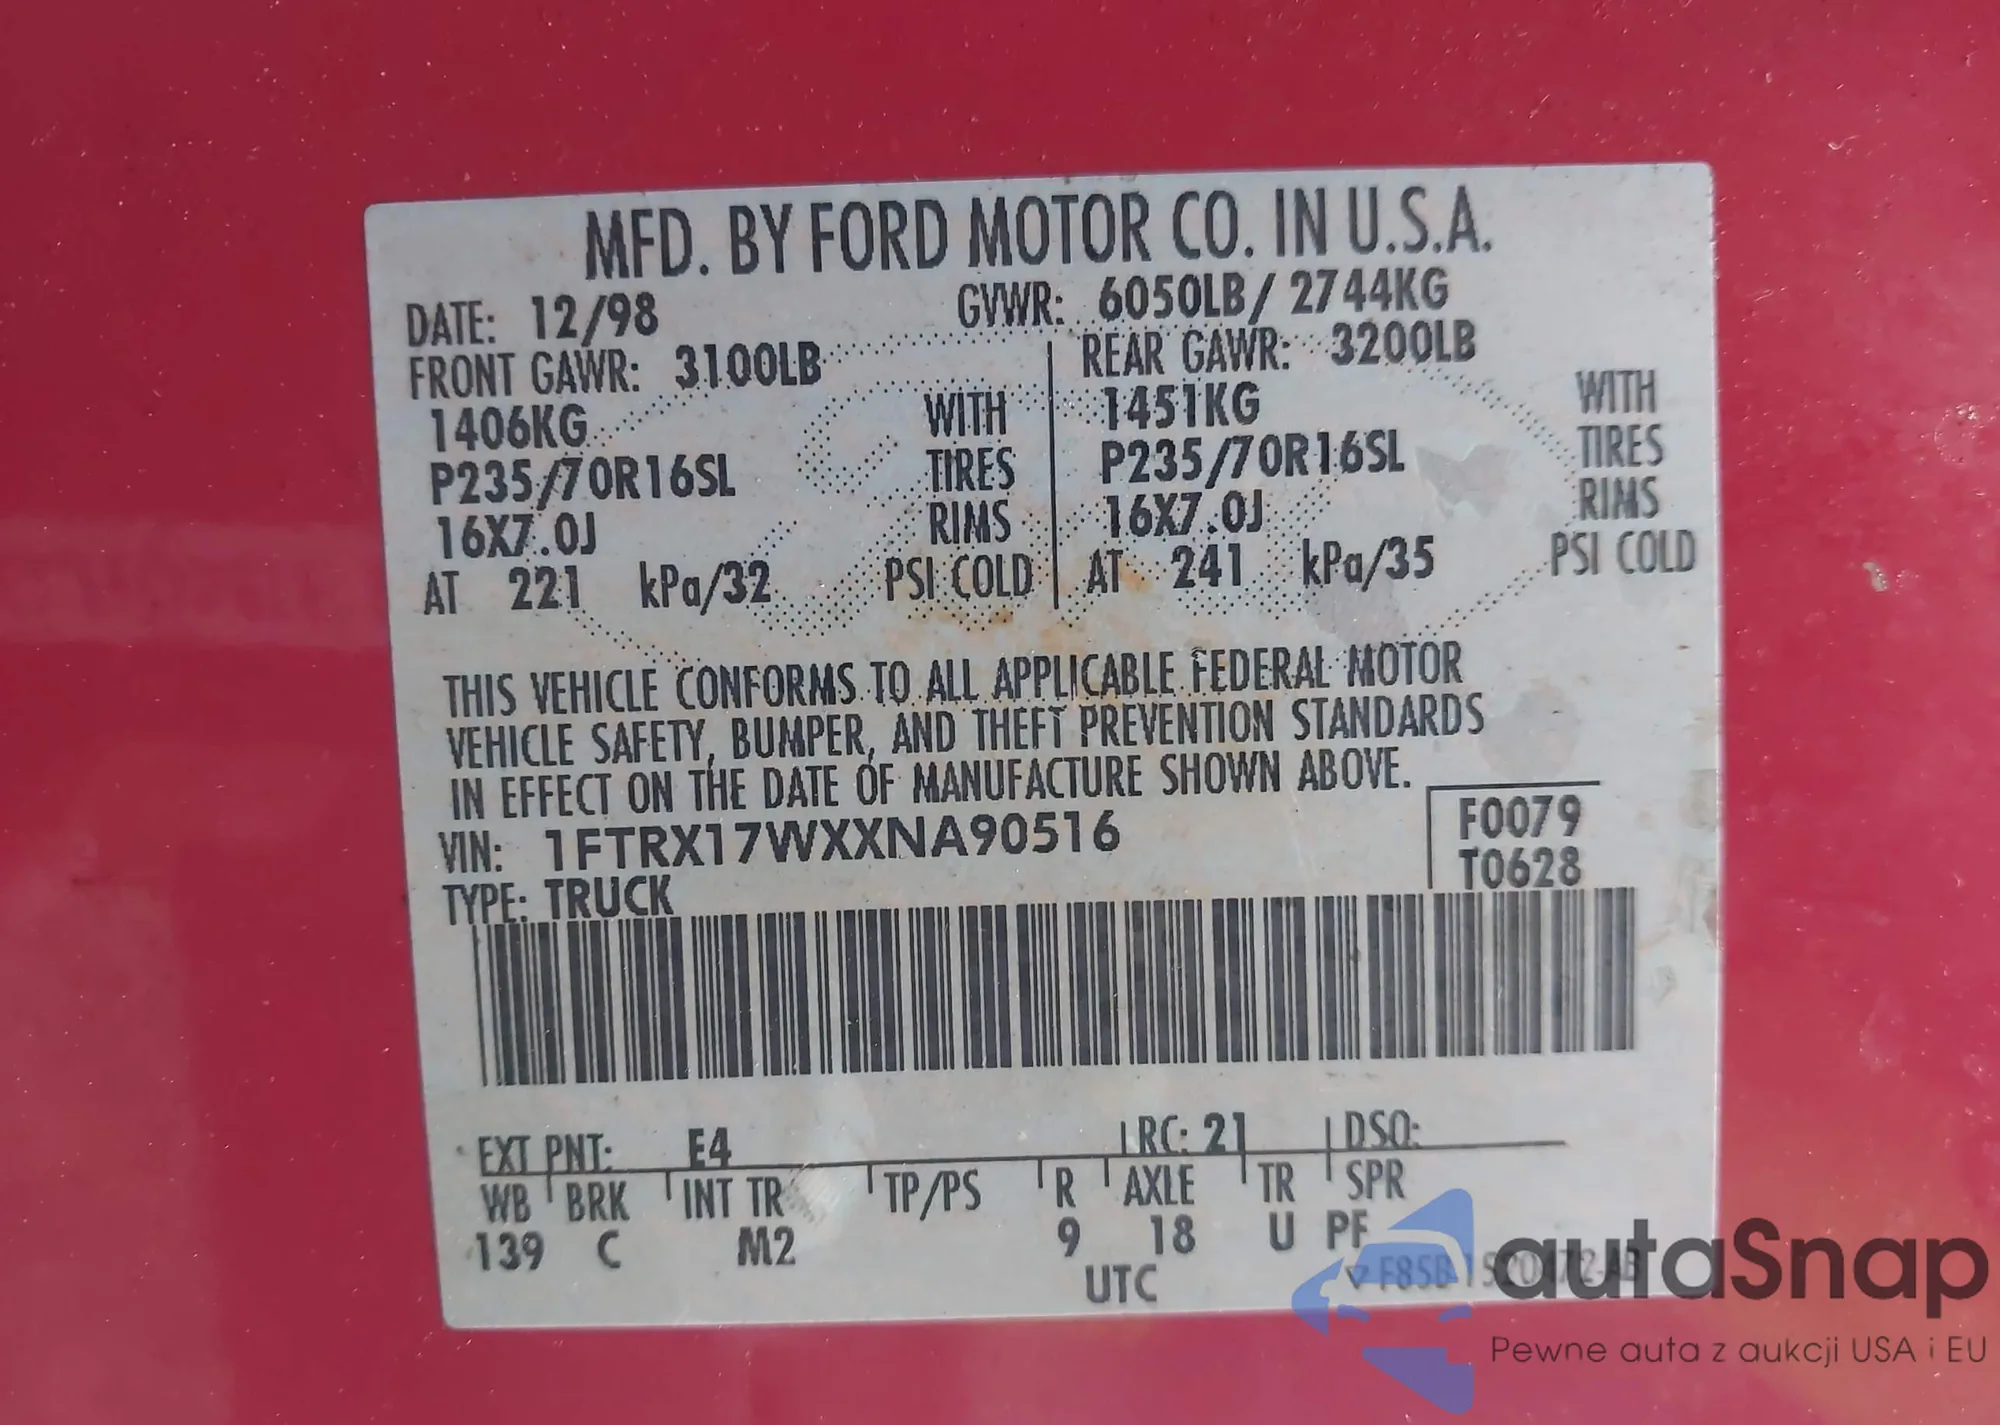 MFD. BY FORD MOTOR CO. IN U.S.A.
DATE: 12/98 GVWR: 6050LB/ 2744KG
FRONT GAWR: 3100LB REAR GAWR: 3200LB
1406KG WITH 1451KG WITH
P235/70R16SL TIRES P235/70R16SL TIRES
16X7.0J RIMS 16X7.0J RIMS
AT 221 kPa/32 PSI COLD AT 241 kPa/35 PSI COLD
THIS VEHICLE CONFORMS TO ALL APPLICABLE FEDERAL MOTOR
VEHICLE SAFETY, BUMPER, AND THEFT PREVENTION STANDARDS
IN EFFECT ON THE DATE OF MANUFACTURE SHOWN ABOVE.
VIN: 1FTRX17WXXNA90516 F0079
TYPE: TRUCK T0628
EXT PNT: E4 RC: 21 DSO:
WB BRK INT TR TP/PS R AXLE TR SPR
139 C M2 9 18 U PF
UTC
autaSnap
Pewne auta z aukcji USA i EU